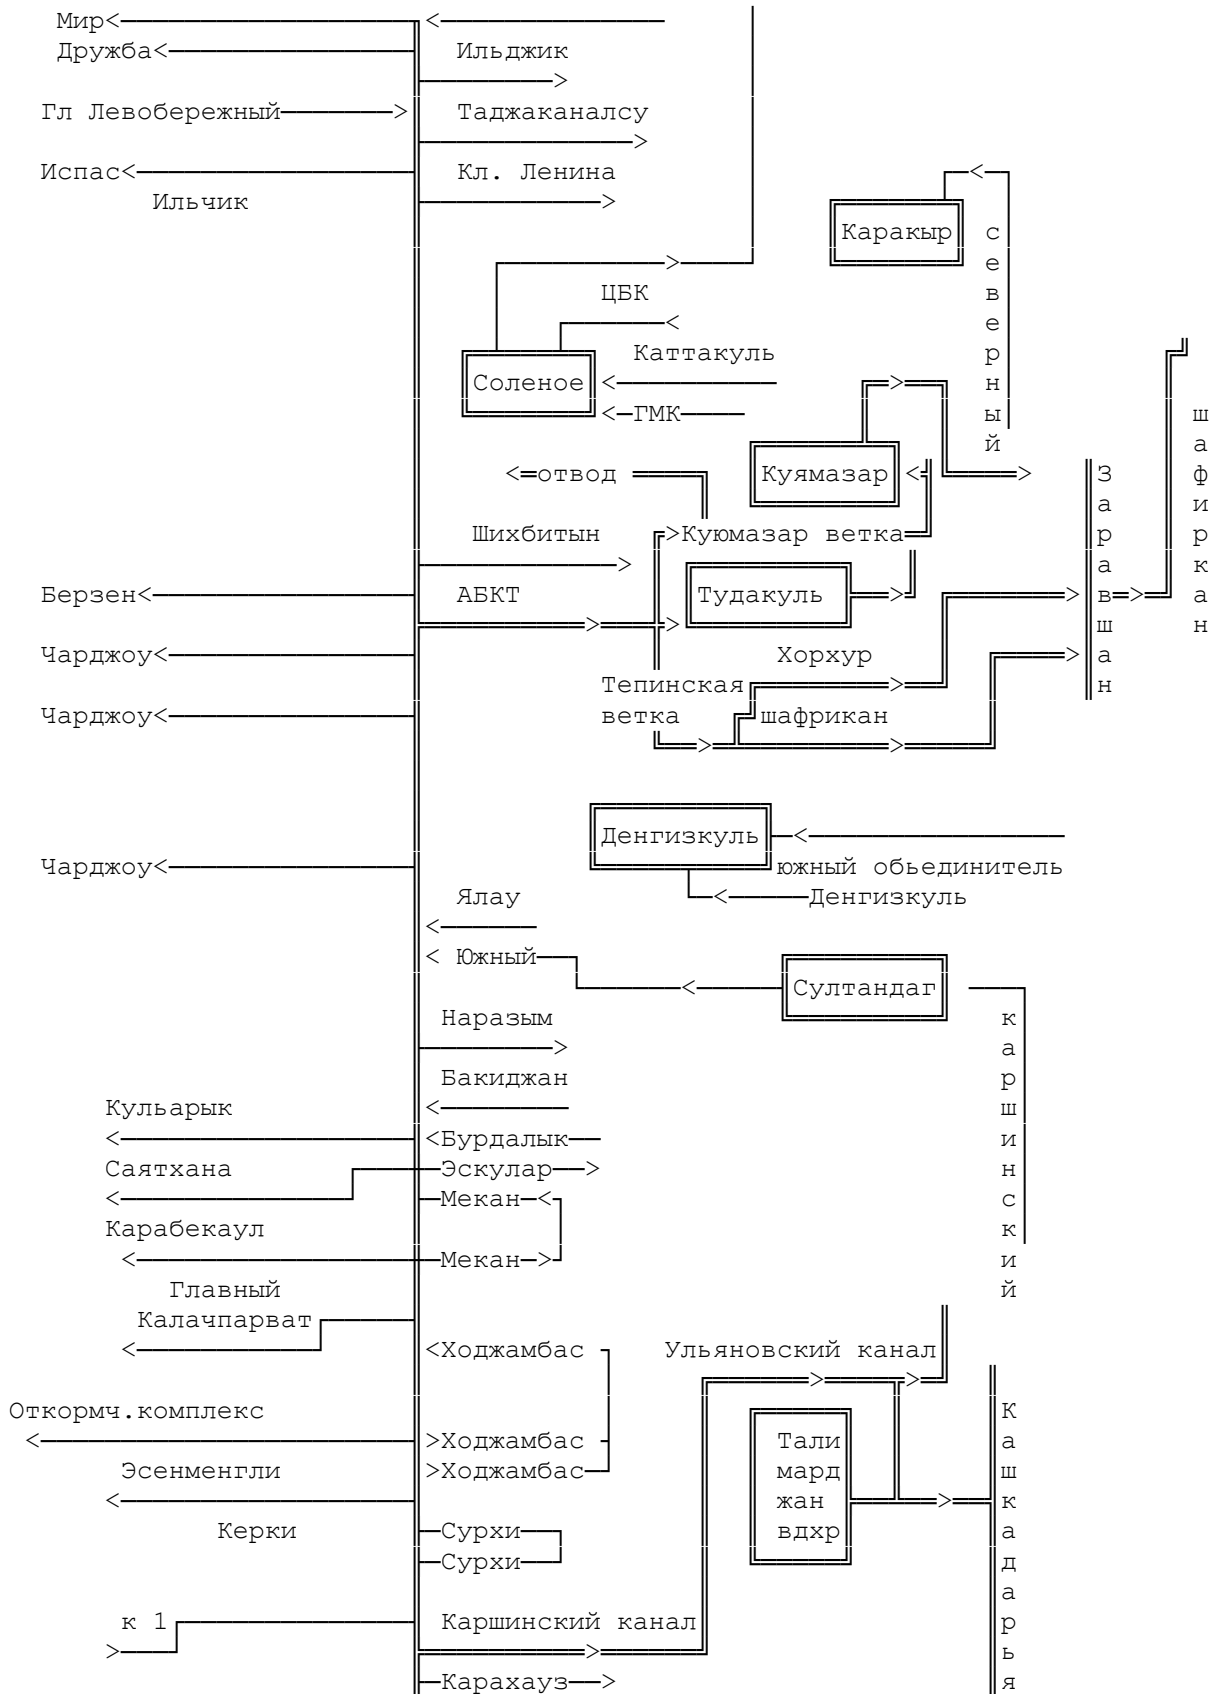 Мир
Дружба
Ильджик
Гл Левобережный
Таджаканалсу
Испас
Кл. Ленина
Ильчик
Каракыр
северный
ЦБК
Каттакуль
Соленое
ГМК
шафиркан
отвод
Куямазар
Заравшан
Шихбитын
Куюмазар ветка
Берзен
АБКТ
Тудакуль
Чарджоу
Хорхур
Тепинская
Чарджоу
ветка
шафрикан
Денгизкуль
Чарджоу
южный обьединитель
Ялау
Денгизкуль
Южный
Султандаг
каршинский
Наразым
Бакиджан
Кульарык
Бурдалык
Саятхана
Эскулар
Мекан
Карабекаул
Мекан
Главный
Калачпарват
Ходжамбас
Ульяновский канал
Откормч.комплекс
Кашкадарья
Ходжамбас
Тали
Эсенменгли
Ходжамбас
мард
жан
Керки
Сурхи
вдхр
Сурхи
к 1
Каршинский канал
Карахауз